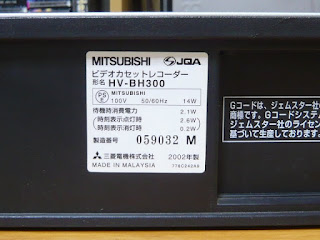 MITSUBISHI JQA
ビデオカセットレコーダー
形名 HV-BH300
PSE MITSUBISHI
100V 50/60Hz 14W
待機時消費電力 2.1W
(時刻表示点灯時 2.6W)
(時刻表示消灯時 0.2W)
製造番号 059032 M
三菱電機株式会社 2002年製
MADE IN MALAYSIA
Gコードは、ジェムスター社の
商標です。Gコードシステム
ジェムスター社のライセン
基づいて生産しております。